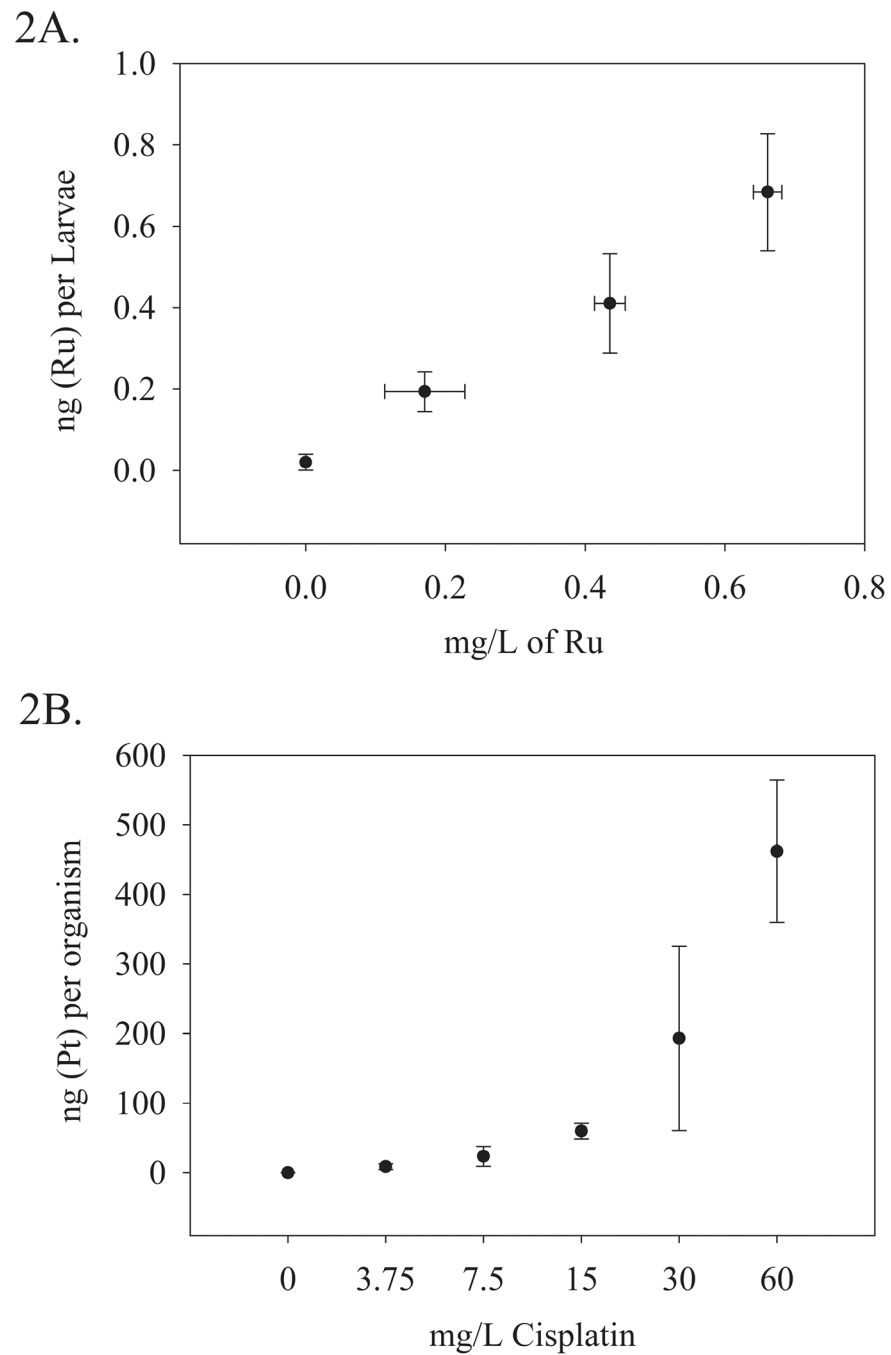 2A.
1.0
0.8
0.6
0.4
0.2
0.0
ng (Ru) per Larvae
0.0 0.2 0.4 0.6 0.8
mg/L of Ru
2B.
600
500
400
300
200
100
0
ng (Pt) per organism
0 3.75 7.5 15 30 60
mg/L Cisplatin